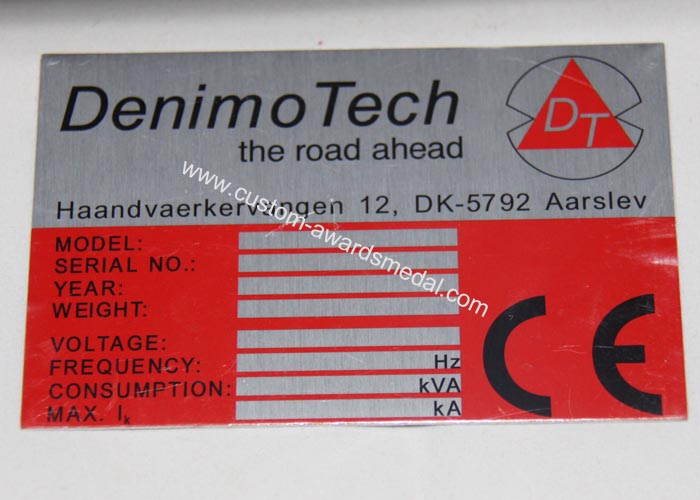 DenimoTech
the road ahead
DT
Haandvaerkervangen 12, DK-5792 Aarslev
MODEL:
SERIAL NO.:
YEAR:
WEIGHT:
VOLTAGE:
FREQUENCY: Hz
CONSUMPTION: kVA
MAX. Ik kA
CE
www.custom-awardsmedal.com